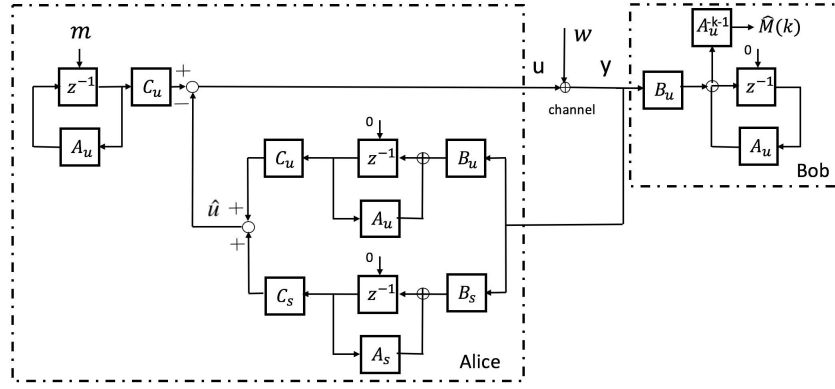 m
w
A_u^{-k-1} M̂(k)
0
z⁻¹ C_u + − u y B_u z⁻¹
channel
A_u A_u
Bob
0
C_u z⁻¹ B_u
û + A_u
+
0
C_s z⁻¹ B_s
A_s
Alice